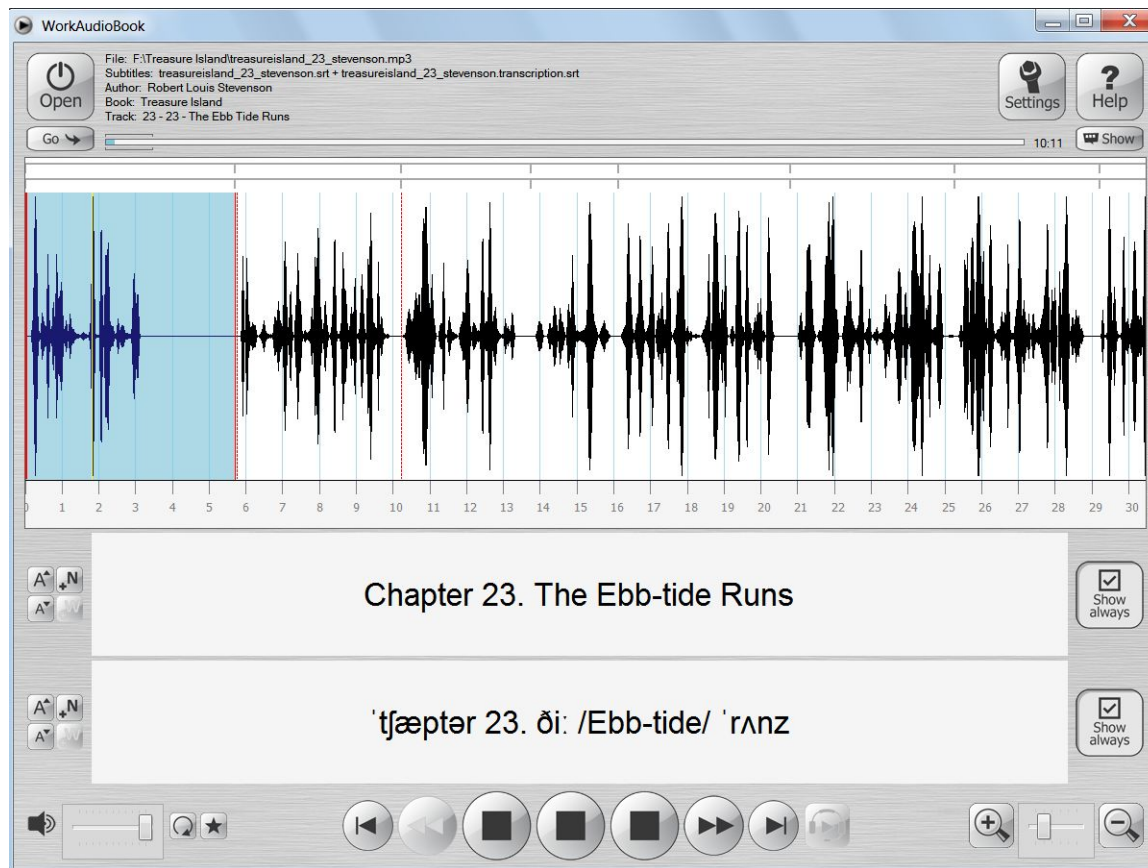 WorkAudioBook
File: F:\Treasure Island\treasureisland_23_stevenson.mp3
Subtitles: treasureisland_23_stevenson.srt + treasureisland_23_stevenson.transcription.srt
Author: Robert Louis Stevenson
Book: Treasure Island
Track: 23 - 23 - The Ebb Tide Runs
Open
Settings
Help
Go
10:11
Show
0 1 2 3 4 5 6 7 8 9 10 11 12 13 14 15 16 17 18 19 20 21 22 23 24 25 26 27 28 29 30
A +N
Chapter 23. The Ebb-tide Runs
Show
always
A W
A +N
ˈtʃæptər 23. ðiː /Ebb-tide/ ˈrʌnz
Show
always
A W